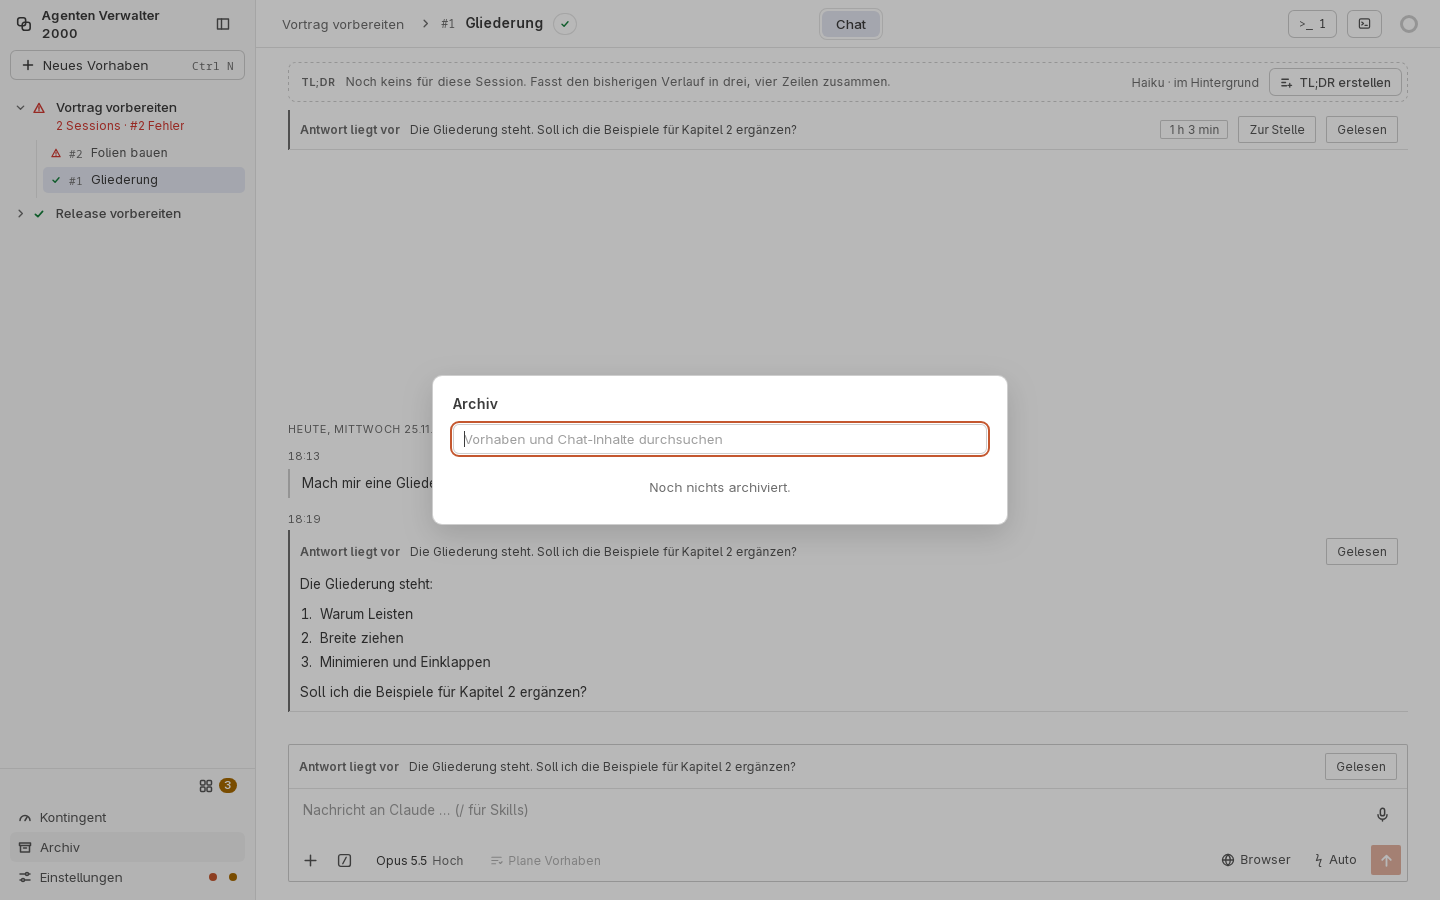 Agenten Verwalter
2000
Neues Vorhaben Ctrl N
Vortrag vorbereiten
2 Sessions · #2 Fehler
#2 Folien bauen
#1 Gliederung
Release vorbereiten
3
Kontingent
Archiv
Einstellungen
Vortrag vorbereiten #1 Gliederung
Chat
>_ 1
TL;DR Noch keins für diese Session. Fasst den bisherigen Verlauf in drei, vier Zeilen zusammen. Haiku · im Hintergrund TL;DR erstellen
Antwort liegt vor Die Gliederung steht. Soll ich die Beispiele für Kapitel 2 ergänzen? 1 h 3 min Zur Stelle Gelesen
Archiv
Vorhaben und Chat-Inhalte durchsuchen
Noch nichts archiviert.
HEUTE, MITTWOCH 25.11.
18:13
Mach mir eine Gliede
18:19
Antwort liegt vor Die Gliederung steht. Soll ich die Beispiele für Kapitel 2 ergänzen? Gelesen
Die Gliederung steht:
1. Warum Leisten
2. Breite ziehen
3. Minimieren und Einklappen
Soll ich die Beispiele für Kapitel 2 ergänzen?
Antwort liegt vor Die Gliederung steht. Soll ich die Beispiele für Kapitel 2 ergänzen? Gelesen
Nachricht an Claude … (/ für Skills)
Opus 5.5 Hoch Plane Vorhaben Browser Auto